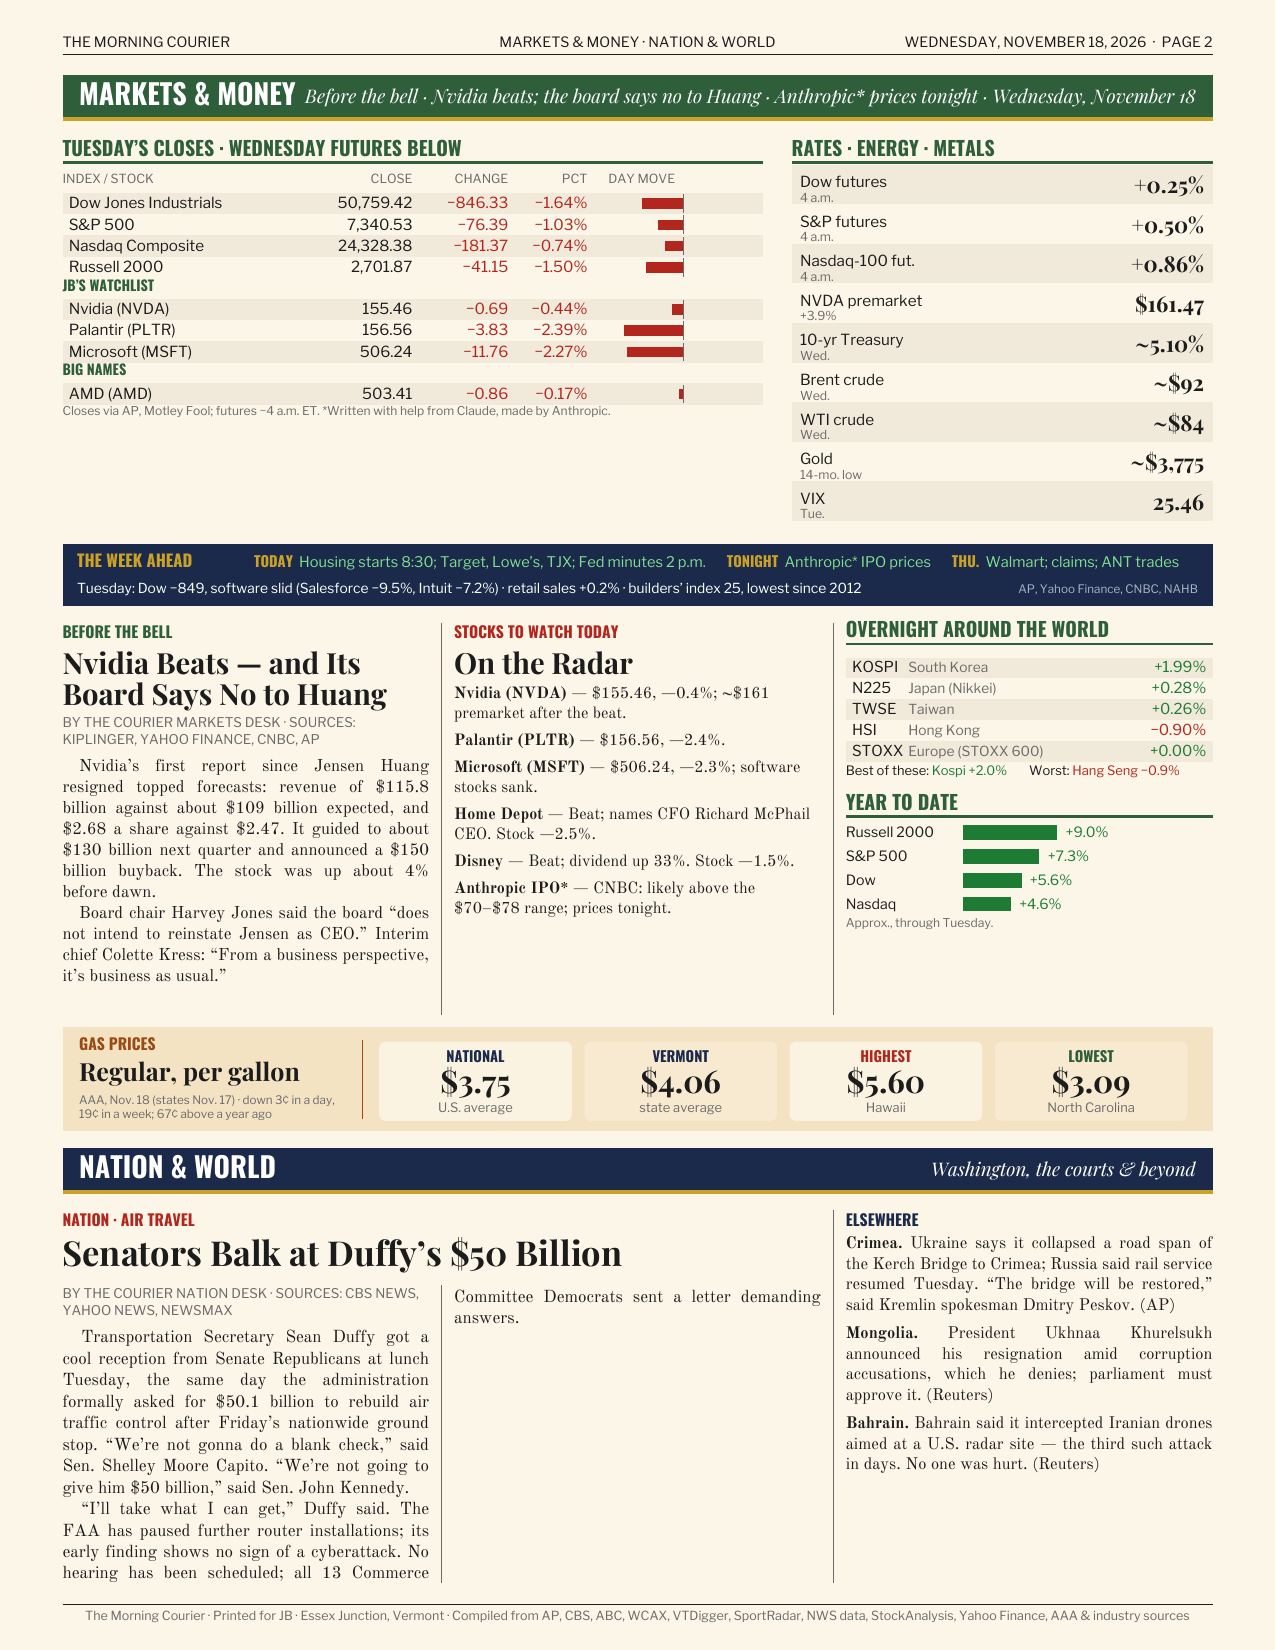 THE MORNING COURIER MARKETS & MONEY · NATION & WORLD WEDNESDAY, NOVEMBER 18, 2026 · PAGE 2
MARKETS & MONEY Before the bell · Nvidia beats; the board says no to Huang · Anthropic* prices tonight · Wednesday, November 18
TUESDAY’S CLOSES · WEDNESDAY FUTURES BELOW
INDEX / STOCK CLOSE CHANGE PCT DAY MOVE
Dow Jones Industrials 50,759.42 −846.33 −1.64%
S&P 500 7,340.53 −76.39 −1.03%
Nasdaq Composite 24,328.38 −181.37 −0.74%
Russell 2000 2,701.87 −41.15 −1.50%
JB’S WATCHLIST
Nvidia (NVDA) 155.46 −0.69 −0.44%
Palantir (PLTR) 156.56 −3.83 −2.39%
Microsoft (MSFT) 506.24 −11.76 −2.27%
BIG NAMES
AMD (AMD) 503.41 −0.86 −0.17%
Closes via AP, Motley Fool; futures ~4 a.m. ET. *Written with help from Claude, made by Anthropic.
RATES · ENERGY · METALS
Dow futures +0.25%
4 a.m.
S&P futures +0.50%
4 a.m.
Nasdaq-100 fut. +0.86%
4 a.m.
NVDA premarket $161.47
+3.9%
10-yr Treasury ~5.10%
Wed.
Brent crude ~$92
Wed.
WTI crude ~$84
Wed.
Gold ~$3,775
14-mo. low
VIX 25.46
Tue.
THE WEEK AHEAD TODAY Housing starts 8:30; Target, Lowe’s, TJX; Fed minutes 2 p.m. TONIGHT Anthropic* IPO prices THU. Walmart; claims; ANT trades
Tuesday: Dow −849, software slid (Salesforce −9.5%, Intuit −7.2%) · retail sales +0.2% · builders’ index 25, lowest since 2012 AP, Yahoo Finance, CNBC, NAHB
BEFORE THE BELL
Nvidia Beats — and Its
Board Says No to Huang
BY THE COURIER MARKETS DESK · SOURCES:
KIPLINGER, YAHOO FINANCE, CNBC, AP
Nvidia’s first report since Jensen Huang
resigned topped forecasts: revenue of $115.8
billion against about $109 billion expected, and
$2.68 a share against $2.47. It guided to about
$130 billion next quarter and announced a $150
billion buyback. The stock was up about 4%
before dawn.
Board chair Harvey Jones said the board “does
not intend to reinstate Jensen as CEO.” Interim
chief Colette Kress: “From a business perspective,
it’s business as usual.”
STOCKS TO WATCH TODAY
On the Radar
Nvidia (NVDA) — $155.46, —0.4%; ~$161
premarket after the beat.
Palantir (PLTR) — $156.56, —2.4%.
Microsoft (MSFT) — $506.24, —2.3%; software
stocks sank.
Home Depot — Beat; names CFO Richard McPhail
CEO. Stock —2.5%.
Disney — Beat; dividend up 33%. Stock —1.5%.
Anthropic IPO* — CNBC: likely above the
$70–$78 range; prices tonight.
OVERNIGHT AROUND THE WORLD
KOSPI South Korea +1.99%
N225 Japan (Nikkei) +0.28%
TWSE Taiwan +0.26%
HSI Hong Kong −0.90%
STOXX Europe (STOXX 600) +0.00%
Best of these: Kospi +2.0% Worst: Hang Seng −0.9%
YEAR TO DATE
Russell 2000 +9.0%
S&P 500 +7.3%
Dow +5.6%
Nasdaq +4.6%
Approx., through Tuesday.
GAS PRICES
Regular, per gallon
AAA, Nov. 18 (states Nov. 17) · down 3¢ in a day,
19¢ in a week; 67¢ above a year ago
NATIONAL
$3.75
U.S. average
VERMONT
$4.06
state average
HIGHEST
$5.60
Hawaii
LOWEST
$3.09
North Carolina
NATION & WORLD Washington, the courts & beyond
NATION · AIR TRAVEL
Senators Balk at Duffy’s $50 Billion
BY THE COURIER NATION DESK · SOURCES: CBS NEWS,
YAHOO NEWS, NEWSMAX
Transportation Secretary Sean Duffy got a
cool reception from Senate Republicans at lunch
Tuesday, the same day the administration
formally asked for $50.1 billion to rebuild air
traffic control after Friday’s nationwide ground
stop. “We’re not gonna do a blank check,” said
Sen. Shelley Moore Capito. “We’re not going to
give him $50 billion,” said Sen. John Kennedy.
“I’ll take what I can get,” Duffy said. The
FAA has paused further router installations; its
early finding shows no sign of a cyberattack. No
hearing has been scheduled; all 13 Commerce
Committee Democrats sent a letter demanding
answers.
ELSEWHERE
Crimea. Ukraine says it collapsed a road span of
the Kerch Bridge to Crimea; Russia said rail service
resumed Tuesday. “The bridge will be restored,”
said Kremlin spokesman Dmitry Peskov. (AP)
Mongolia. President Ukhnaa Khurelsukh
announced his resignation amid corruption
accusations, which he denies; parliament must
approve it. (Reuters)
Bahrain. Bahrain said it intercepted Iranian drones
aimed at a U.S. radar site — the third such attack
in days. No one was hurt. (Reuters)
The Morning Courier · Printed for JB · Essex Junction, Vermont · Compiled from AP, CBS, ABC, WCAX, VTDigger, SportRadar, NWS data, StockAnalysis, Yahoo Finance, AAA & industry sources